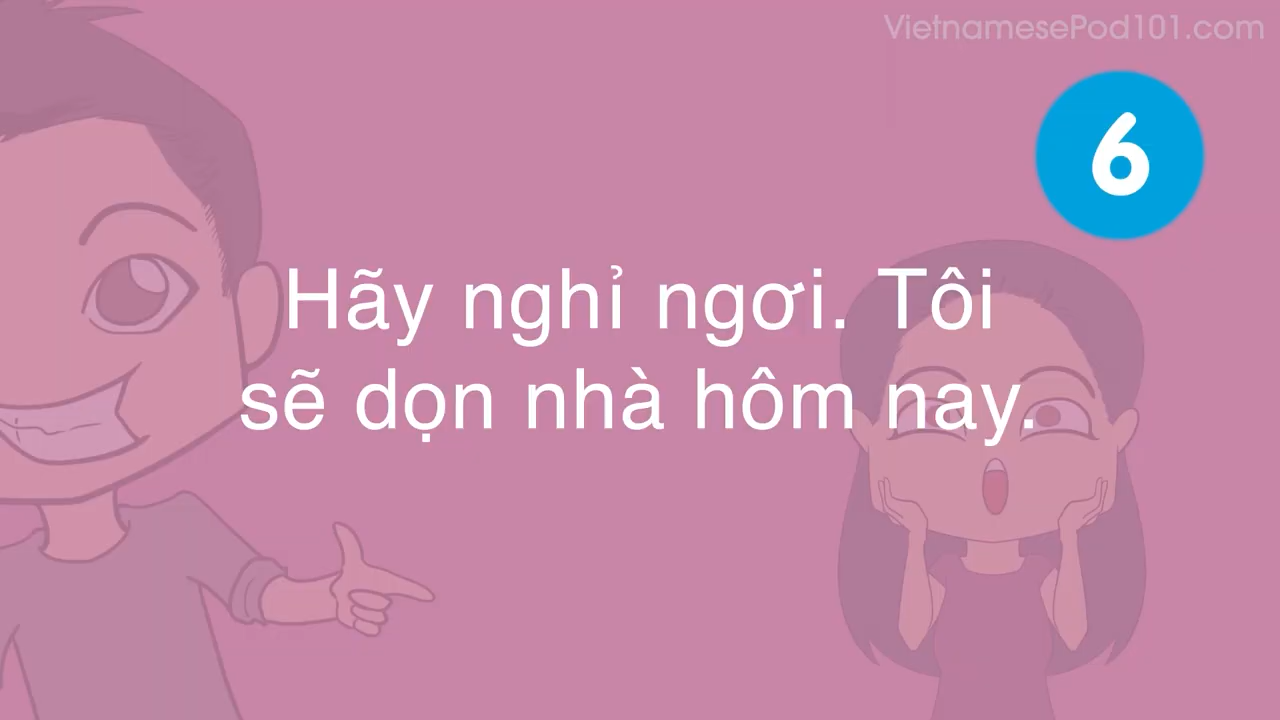 VietnamesePod101.com
6
Hãy nghỉ ngơi. Tôi
sẽ dọn nhà hôm nay.